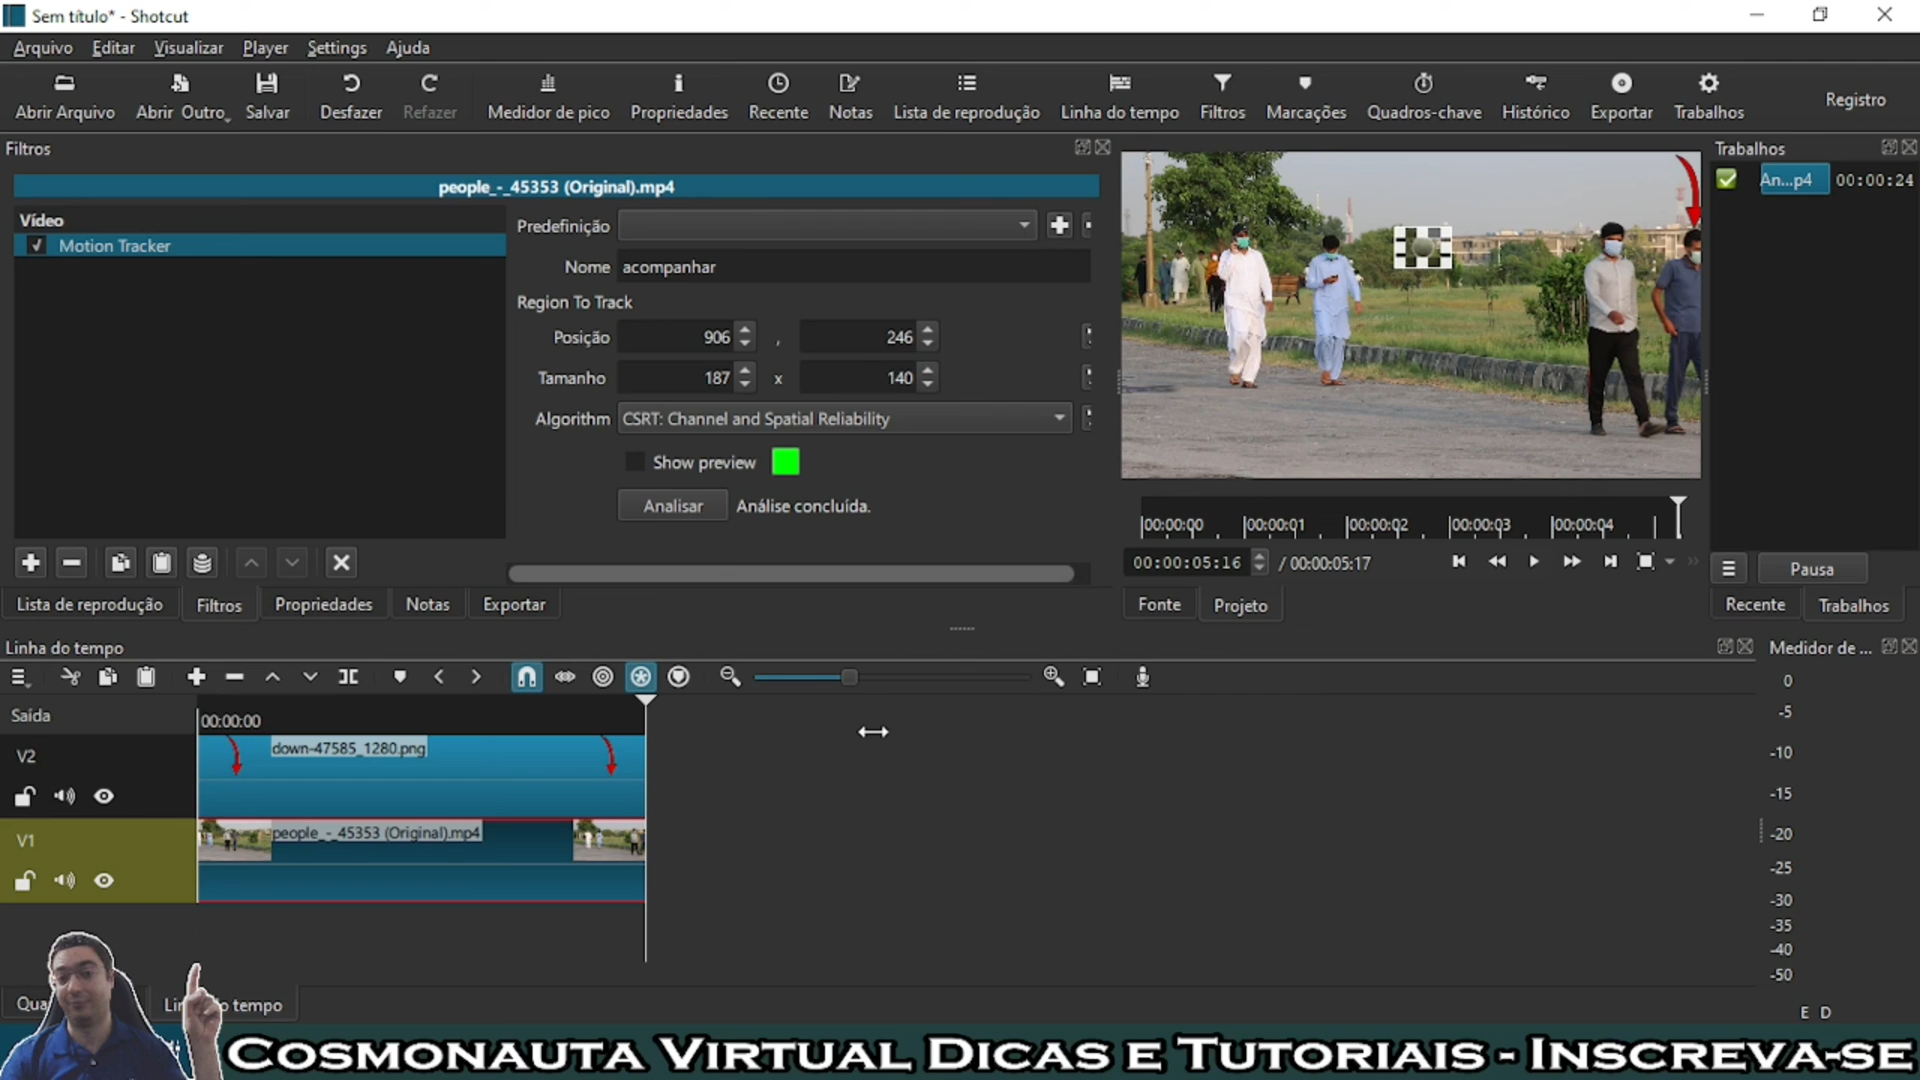 Sem título* - Shotcut
Arquivo Editar Visualizar Player Settings Ajuda
Abrir Arquivo Abrir Outro Salvar Desfazer Refazer Medidor de pico Propriedades Recente Notas Lista de reprodução Linha do tempo Filtros Marcações Quadros-chave Histórico Exportar Trabalhos Registro
Filtros
people_-_45353 (Original).mp4
Vídeo
Motion Tracker
Predefinição
Nome acompanhar
Region To Track
Posição 906 , 246
Tamanho 187 x 140
Algorithm CSRT: Channel and Spatial Reliability
Show preview
Analisar Análise concluída.
Lista de reprodução Filtros Propriedades Notas Exportar
00:00:00 00:00:01 00:00:02 00:00:03 00:00:04
00:00:05:16 / 00:00:05:17
Fonte Projeto
Trabalhos
An...p4 00:00:24
Pausa
Recente Trabalhos
Linha do tempo
Saída
00:00:00
V2
down-47585_1280.png
V1
people_-_45353 (Original).mp4
Medidor de ...
0
-5
-10
-15
-20
-25
-30
-35
-40
-50
E D
Cosmonauta Virtual Dicas e Tutoriais - Inscreva-se